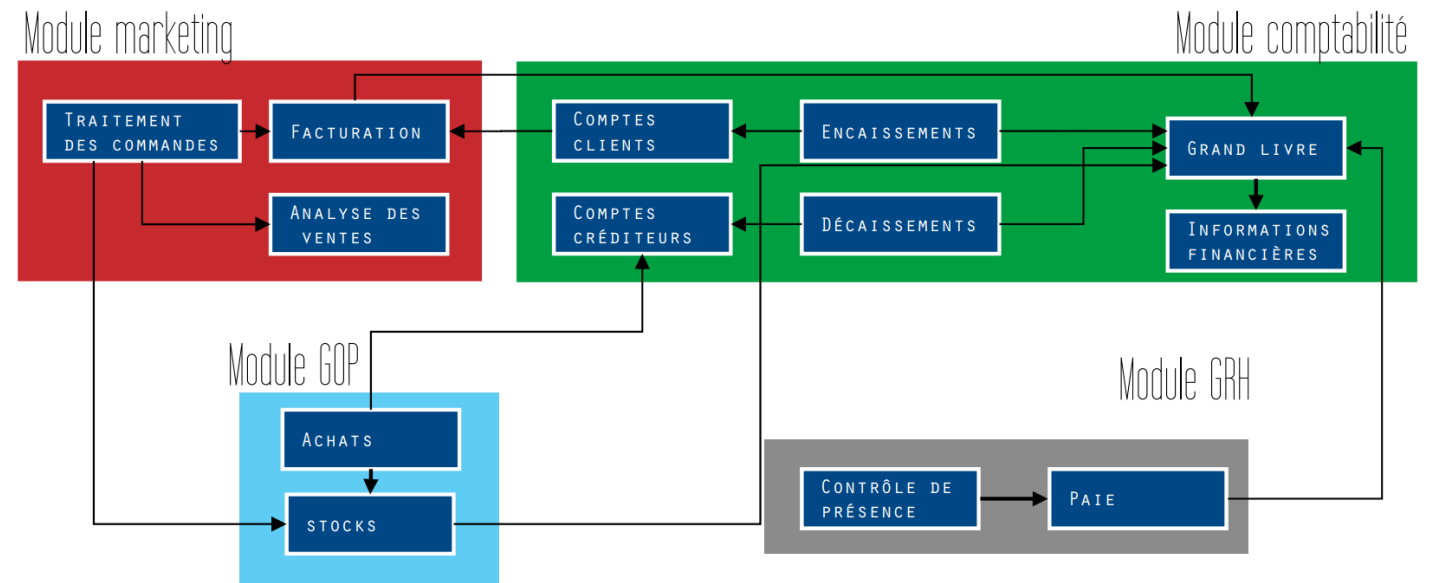 Module marketing
Module comptabilité
TRAITEMENT
DES COMMANDES
FACTURATION
ANALYSE DES
VENTES
COMPTES
CLIENTS
ENCAISSEMENTS
GRAND LIVRE
COMPTES
CRÉDITEURS
DÉCAISSEMENTS
INFORMATIONS
FINANCIÈRES
Module GOP
ACHATS
STOCKS
Module GRH
CONTRÔLE DE
PRÉSENCE
PAIE